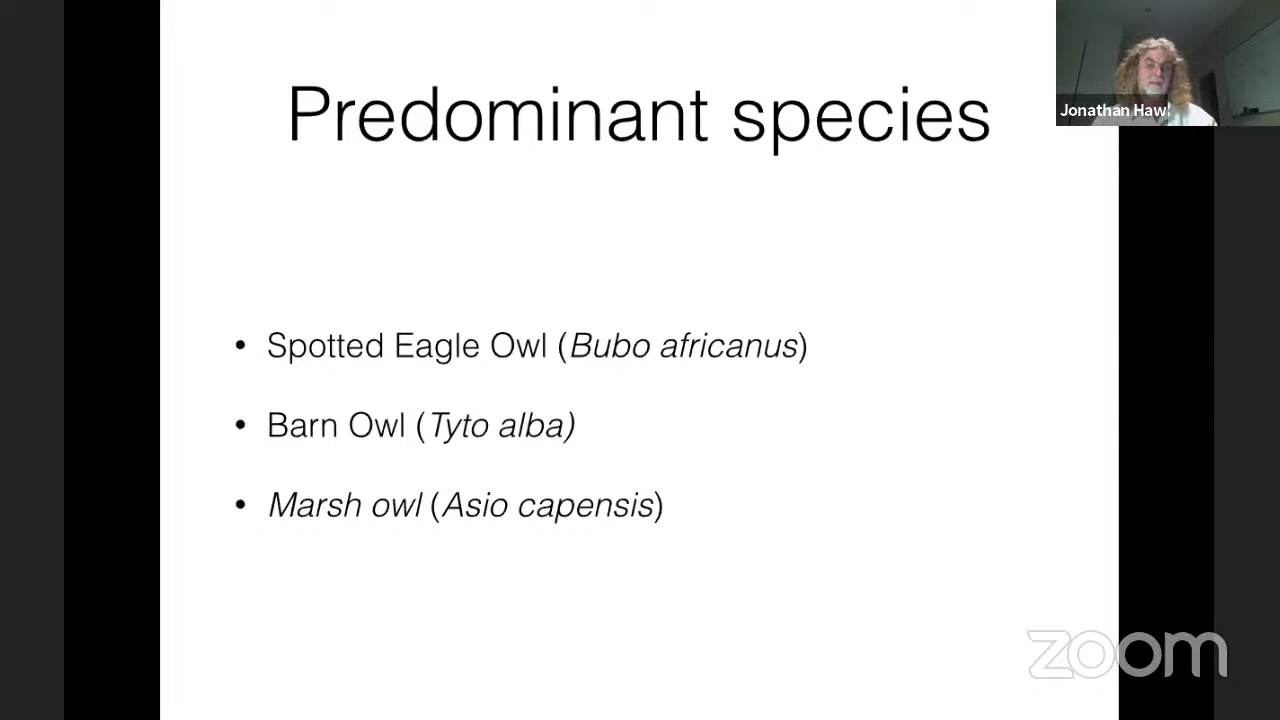 Predominant species
Jonathan Haw
• Spotted Eagle Owl (Bubo africanus)
• Barn Owl (Tyto alba)
• Marsh owl (Asio capensis)
zoom